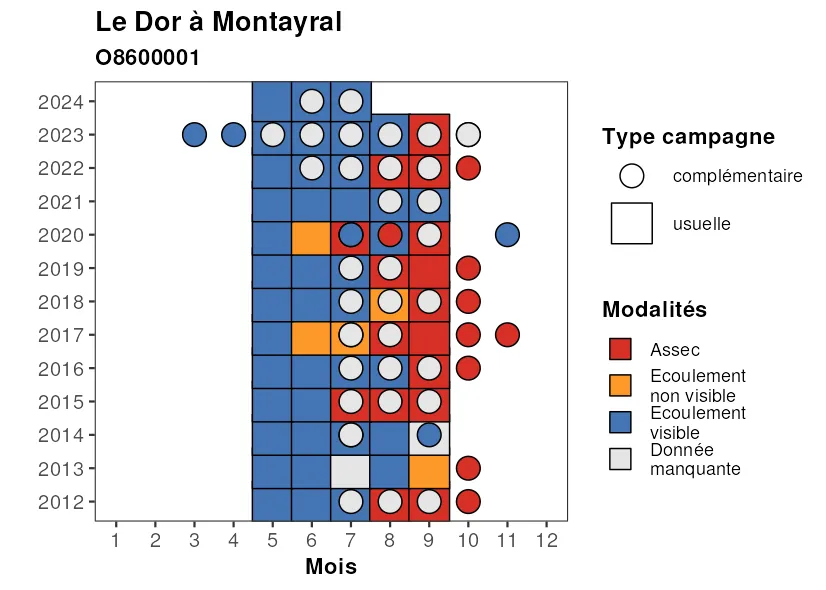 Le Dor à Montayral
O8600001
2024
2023
2022
2021
2020
2019
2018
2017
2016
2015
2014
2013
2012
1 2 3 4 5 6 7 8 9 10 11 12
Mois
Type campagne
complémentaire
usuelle
Modalités
Assec
Ecoulement
non visible
Ecoulement
visible
Donnée
manquante